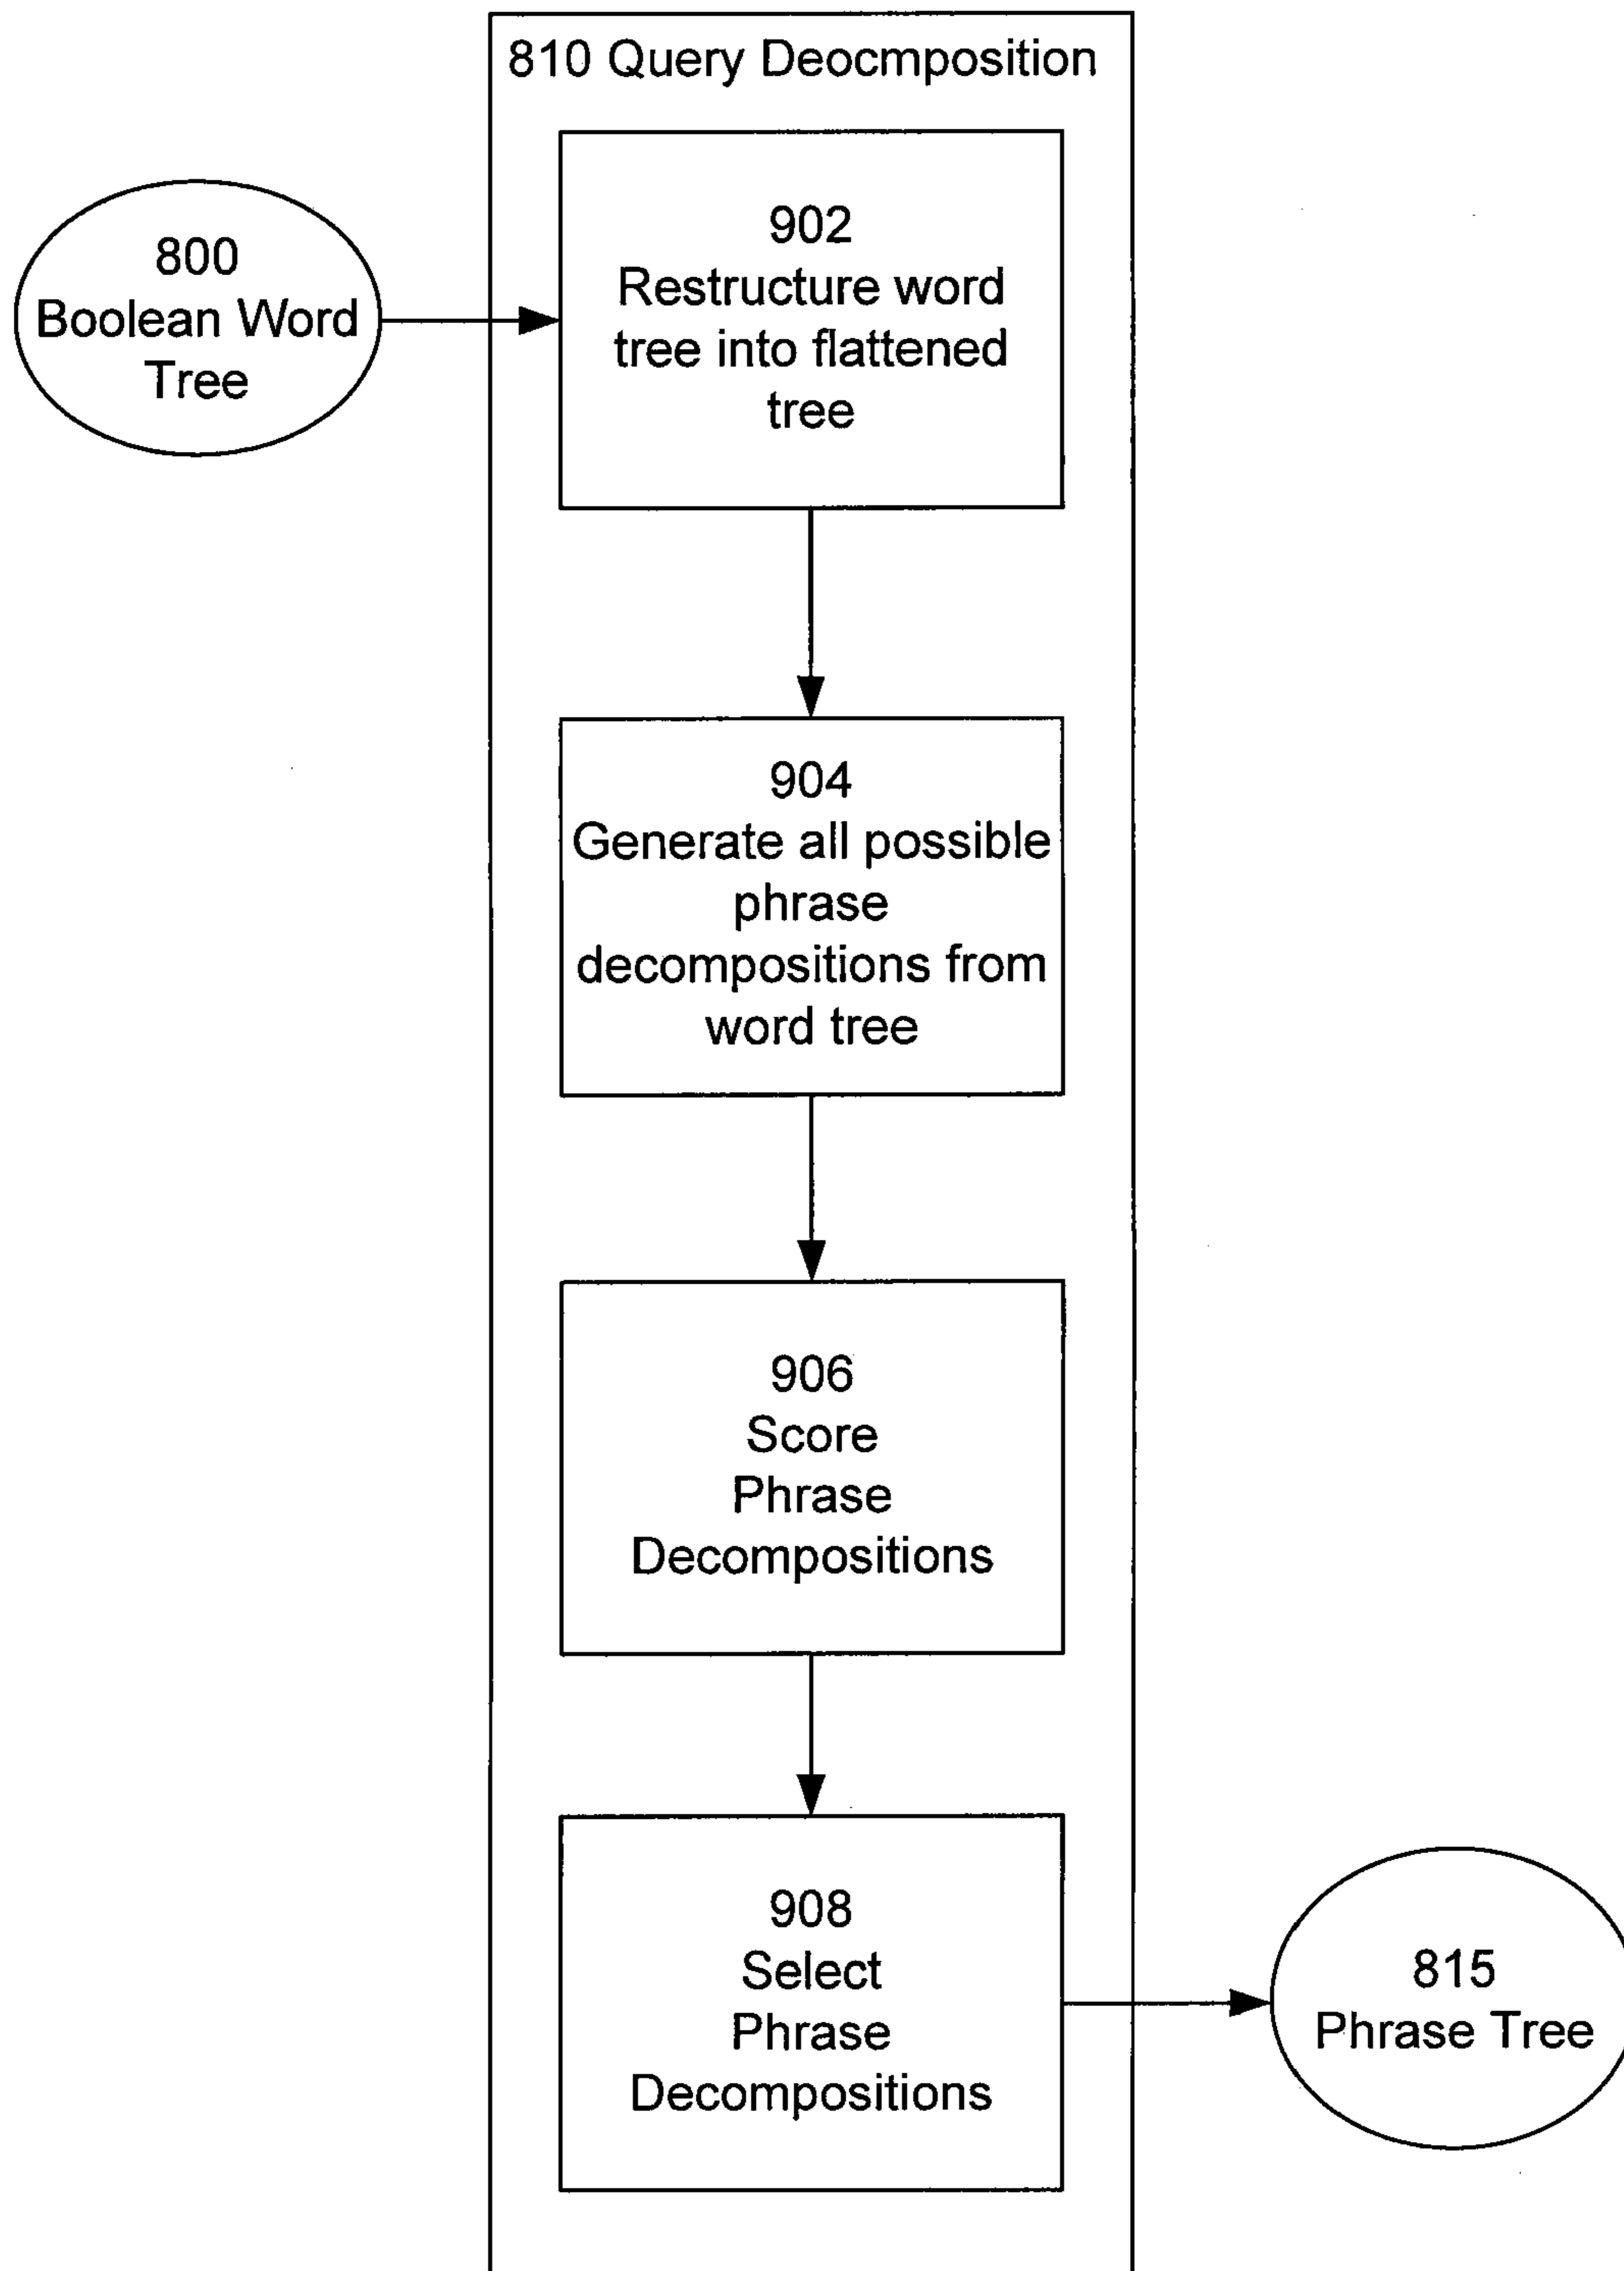 810 Query Deocmposition
800
Boolean Word
Tree
902
Restructure word
tree into flattened
tree
904
Generate all possible
phrase
decompositions from
word tree
906
Score
Phrase
Decompositions
908
Select
Phrase
Decompositions
815
Phrase Tree